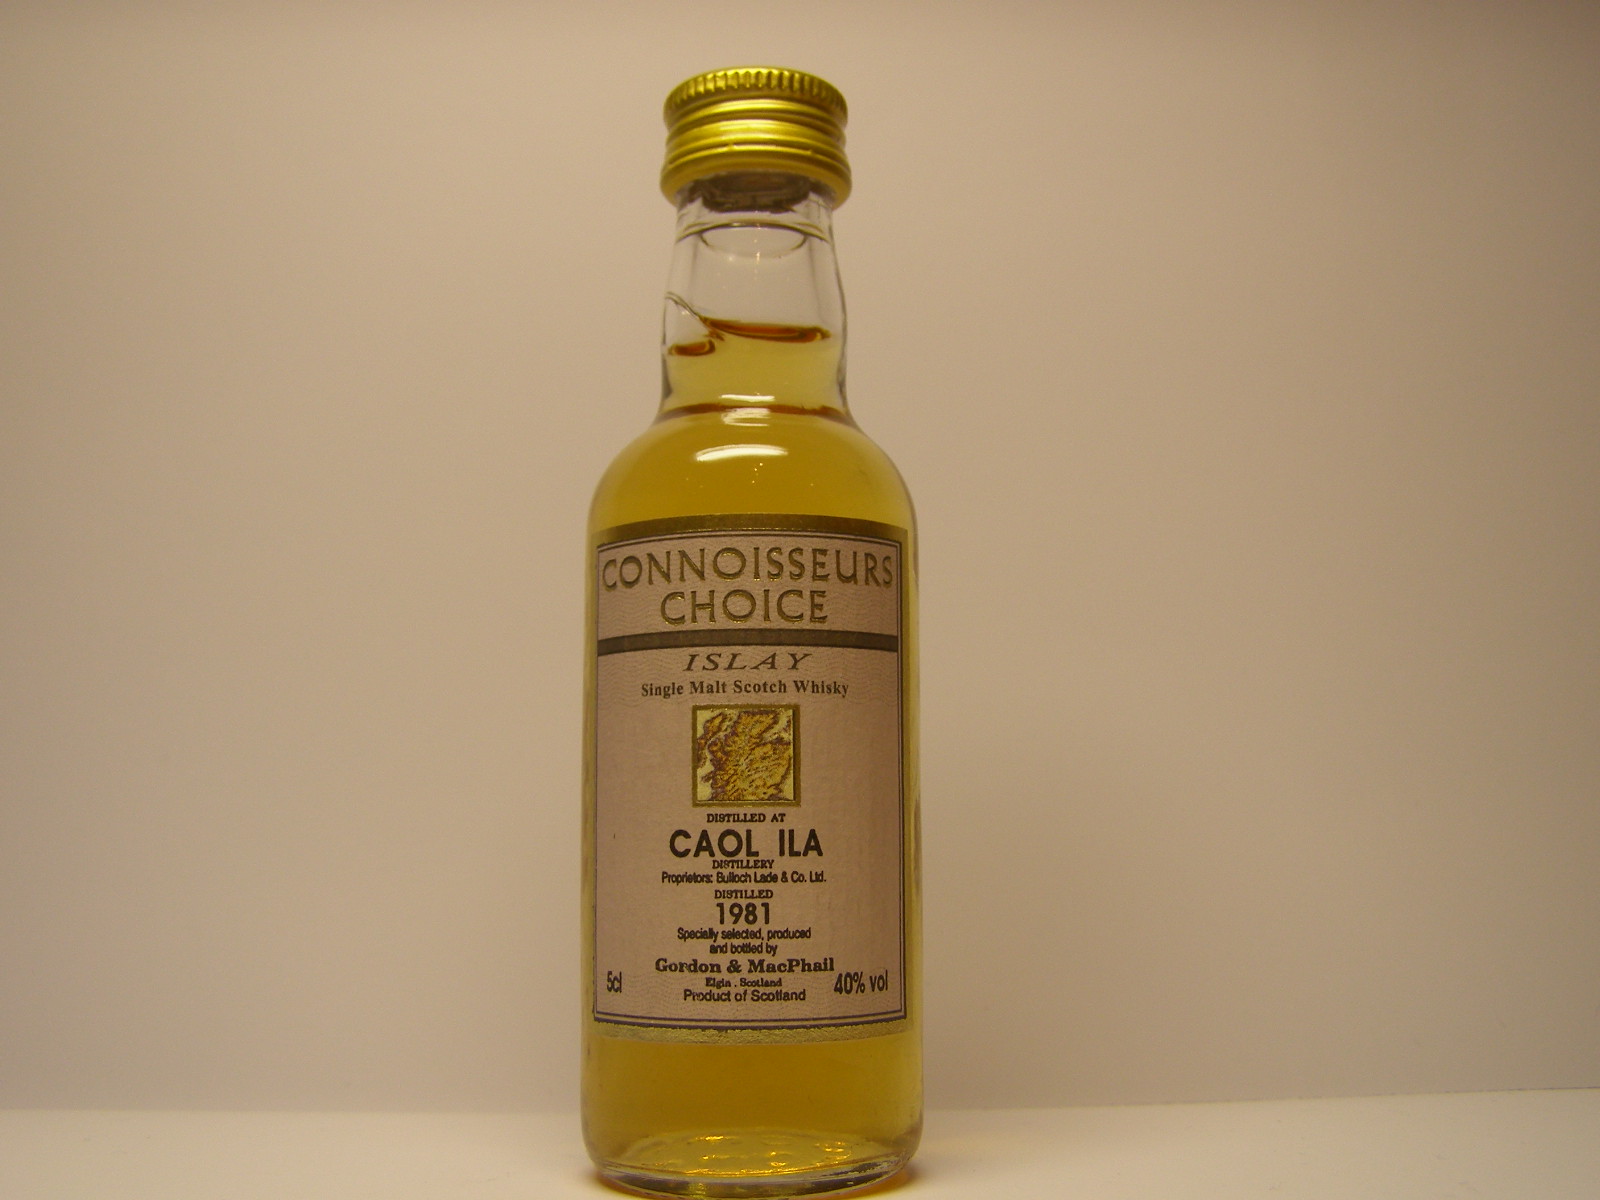 CONNOISSEURS
CHOICE
ISLAY
Single Malt Scotch Whisky
DISTILLED AT
CAOL ILA
DISTILLERY
Proprietors: Bulloch Lade & Co. Ltd.
DISTILLED
1981
Specially selected, produced
and bottled by
Gordon & MacPhail
Elgin . Scotland
5cl 40% vol
Product of Scotland